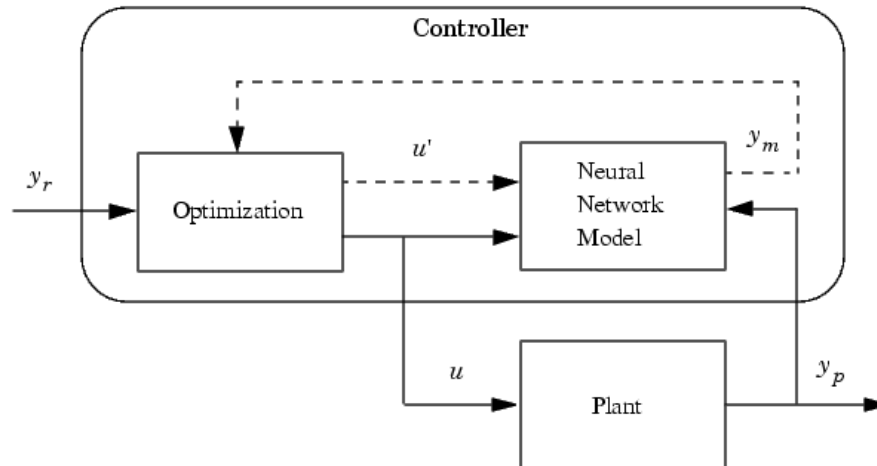 Controller
u'
y_m
y_r
Optimization
Neural
Network
Model
u
Plant
y_p